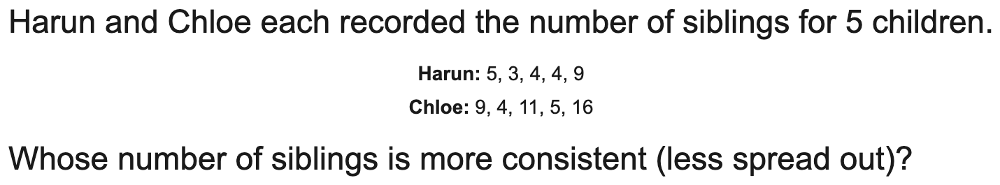 Harun and Chloe each recorded the number of siblings for 5 children.
Harun: 5, 3, 4, 4, 9
Chloe: 9, 4, 11, 5, 16
Whose number of siblings is more consistent (less spread out)?